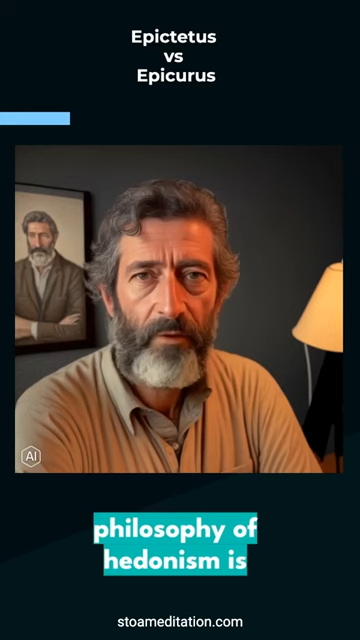 Epictetus
vs
Epicurus
AI
philosophy of
hedonism is
stoameditation.com